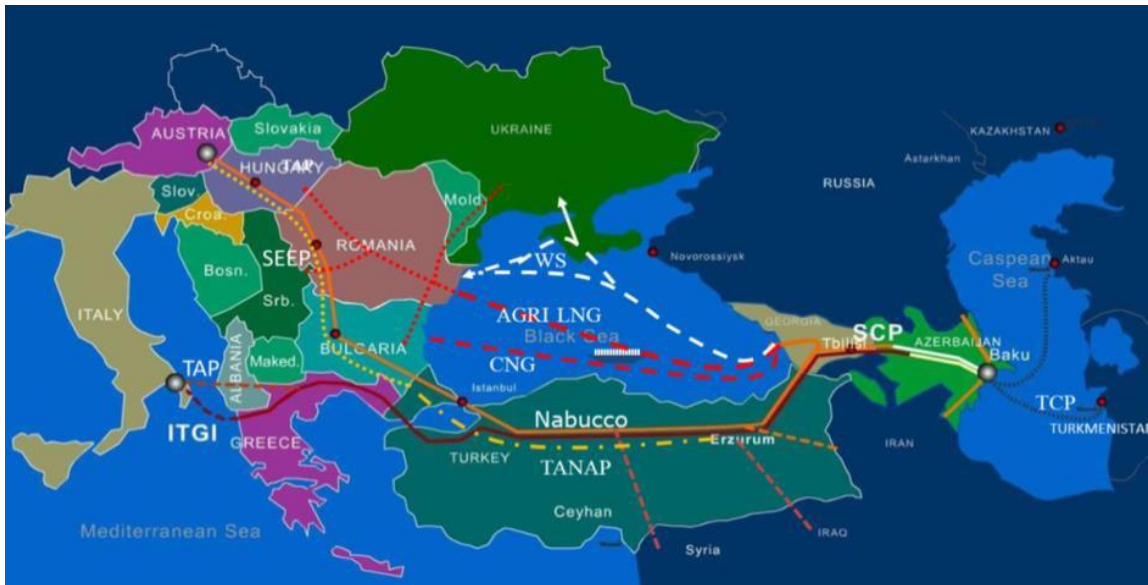 AUSTRIA
Slovakia
UKRAINE
KAZAKHSTAN
Astarkhan
HUNGARY
TAP
RUSSIA
Slov.
Mold
Croa.
ROMANIA
SEEP
WS
Novorossiysk
Caspean
Sea
Aktau
Bosn.
Srb.
ITALY
AGRI LNG
Black Sea
GEORGIA
SCP
Tbilisi
AZERBAIJAN
BULGARIA
Baku
ALBANIA
Maked.
TAP
CNG
Istanbul
TCP
ITGI
Nabucco
TURKMENISTAN
GREECE
Erzurum
IRAN
TURKEY
TANAP
Ceyhan
Mediterranean Sea
IRAQ
Syria